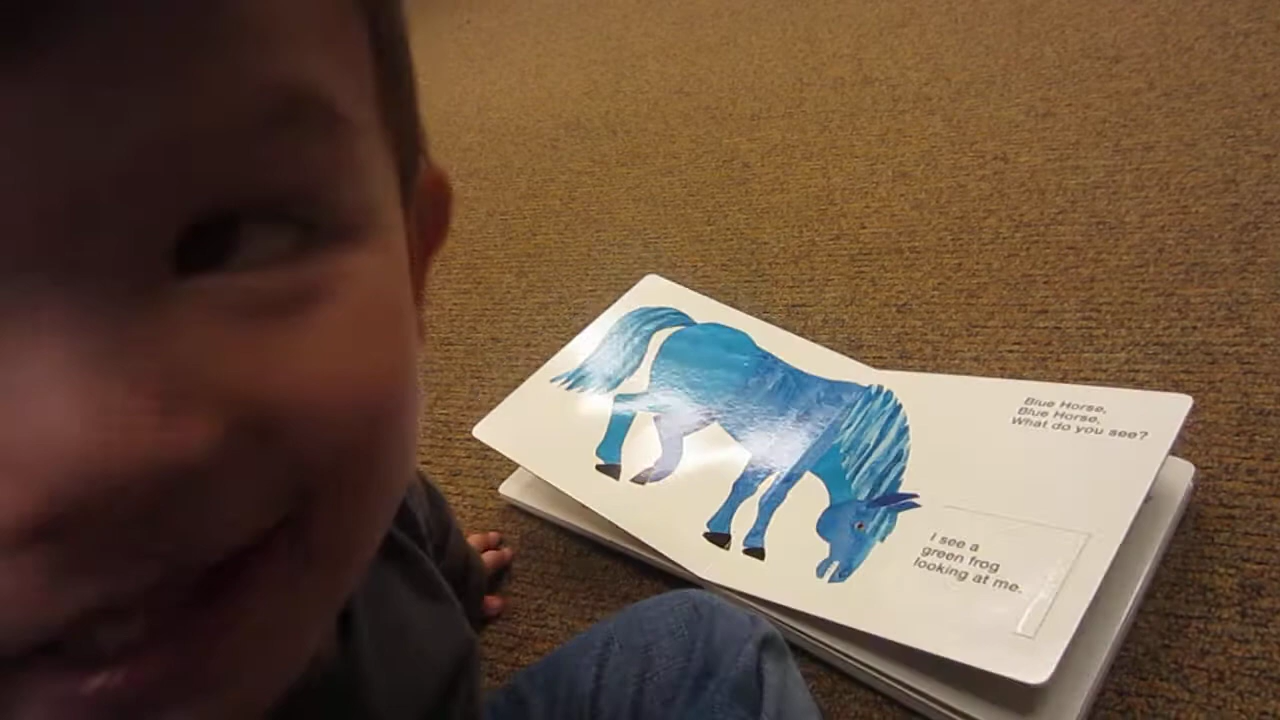 Blue Horse,
Blue Horse,
What do you see?
I see a
green frog
looking at me.